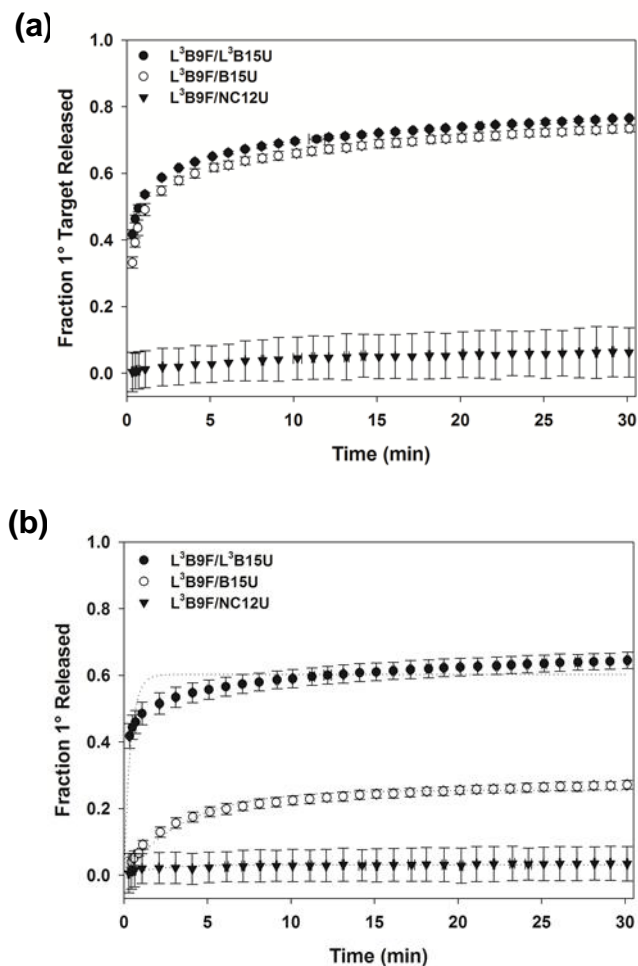 (a)
1.0
0.8
0.6
0.4
0.2
0.0
Fraction 1° Target Released
L³B9F/L³B15U
L³B9F/B15U
L³B9F/NC12U
0 5 10 15 20 25 30
Time (min)
(b)
1.0
0.8
0.6
0.4
0.2
0.0
Fraction 1° Released
L³B9F/L³B15U
L³B9F/B15U
L³B9F/NC12U
0 5 10 15 20 25 30
Time (min)